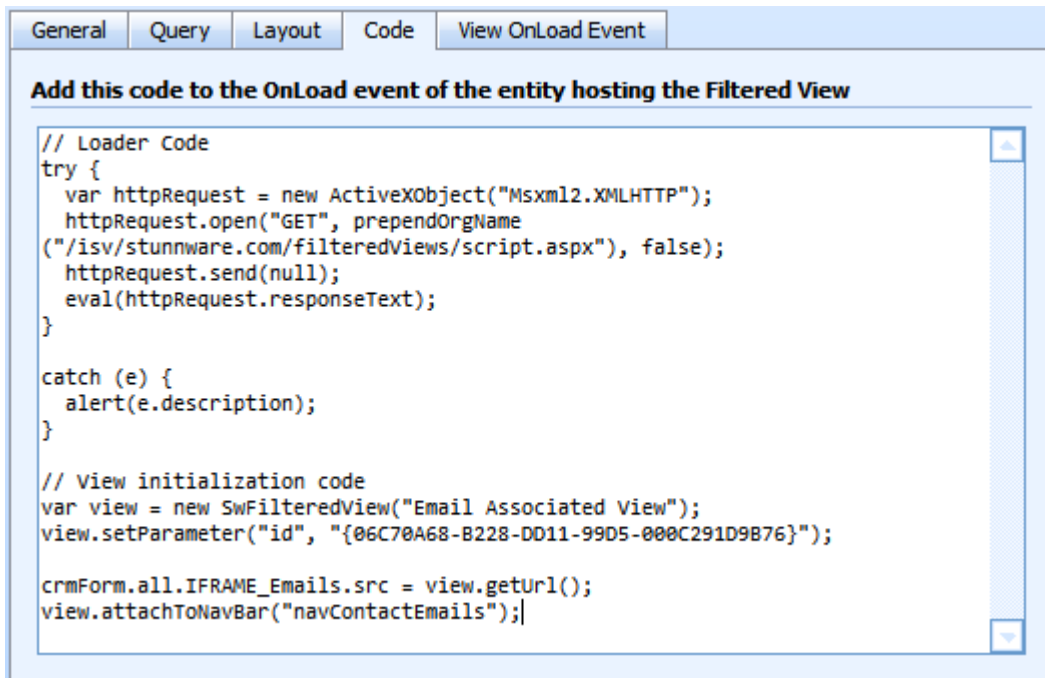 General Query Layout Code View OnLoad Event
Add this code to the OnLoad event of the entity hosting the Filtered View
// Loader Code
try {
  var httpRequest = new ActiveXObject("Msxml2.XMLHTTP");
  httpRequest.open("GET", prependOrgName
("/isv/stunnware.com/filteredViews/script.aspx"), false);
  httpRequest.send(null);
  eval(httpRequest.responseText);
}
catch (e) {
  alert(e.description);
}
// View initialization code
var view = new SwFilteredView("Email Associated View");
view.setParameter("id", "{06C70A68-B228-DD11-99D5-000C291D9B76}");
crmForm.all.IFRAME_Emails.src = view.getUrl();
view.attachToNavBar("navContactEmails");